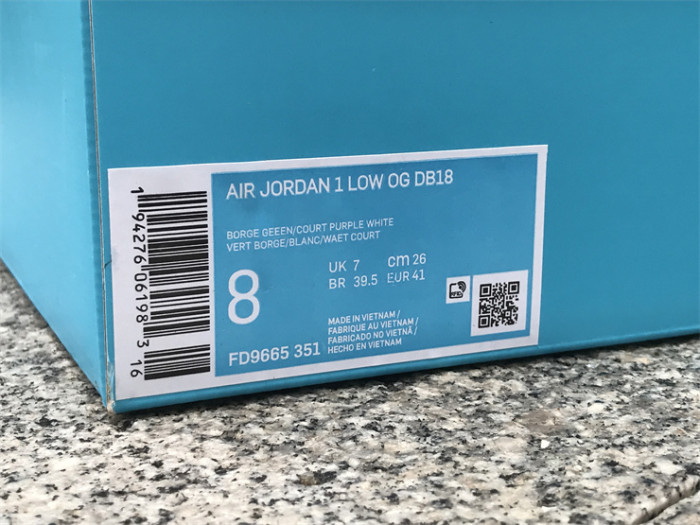 AIR JORDAN 1 LOW OG DB18
BORGE GEEEN/COURT PURPLE WHITE
VERT BORGE/BLANC/WAET COURT
8
UK 7 cm 26
BR 39.5 EUR 41
FD9665 351
MADE IN VIETNAM /
FABRIQUE AU VIETNAM /
FABRICADO NO VIETNÃ /
HECHO EN VIETNAM
1 94276 06198 3 16